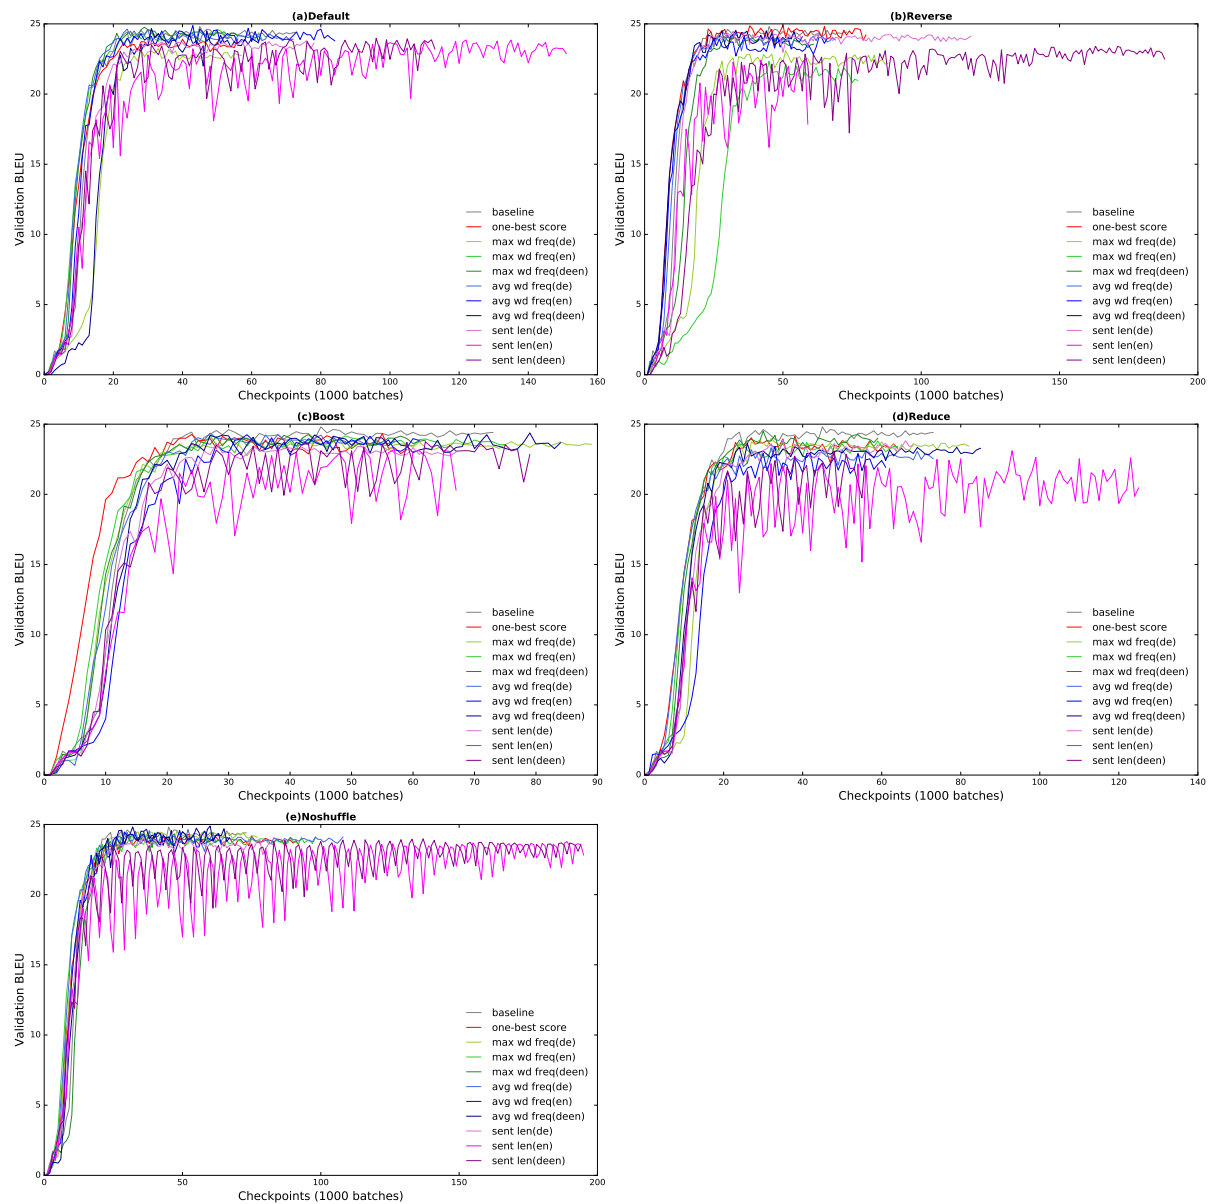 (a)Default
25
20
15
10
5
0
Validation BLEU
baseline
one-best score
max wd freq(de)
max wd freq(en)
max wd freq(deen)
avg wd freq(de)
avg wd freq(en)
avg wd freq(deen)
sent len(de)
sent len(en)
sent len(deen)
0 20 40 60 80 100 120 140 160
Checkpoints (1000 batches)
(b)Reverse
25
20
15
10
5
0
Validation BLEU
baseline
one-best score
max wd freq(de)
max wd freq(en)
max wd freq(deen)
avg wd freq(de)
avg wd freq(en)
avg wd freq(deen)
sent len(de)
sent len(en)
sent len(deen)
0 50 100 150 200
Checkpoints (1000 batches)
(c)Boost
25
20
15
10
5
0
Validation BLEU
baseline
one-best score
max wd freq(de)
max wd freq(en)
max wd freq(deen)
avg wd freq(de)
avg wd freq(en)
avg wd freq(deen)
sent len(de)
sent len(en)
sent len(deen)
0 10 20 30 40 50 60 70 80 90
Checkpoints (1000 batches)
(d)Reduce
25
20
15
10
5
0
Validation BLEU
baseline
one-best score
max wd freq(de)
max wd freq(en)
max wd freq(deen)
avg wd freq(de)
avg wd freq(en)
avg wd freq(deen)
sent len(de)
sent len(en)
sent len(deen)
0 20 40 60 80 100 120 140
Checkpoints (1000 batches)
(e)Noshuffle
25
20
15
10
5
0
Validation BLEU
baseline
one-best score
max wd freq(de)
max wd freq(en)
max wd freq(deen)
avg wd freq(de)
avg wd freq(en)
avg wd freq(deen)
sent len(de)
sent len(en)
sent len(deen)
0 50 100 150 200
Checkpoints (1000 batches)